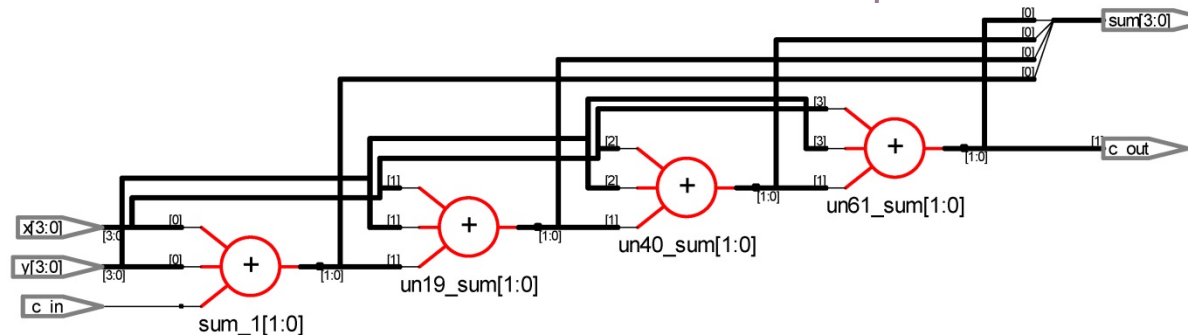 [0]
sum[3:0]
[0]
[0]
[0]
[3]
[2] [3] + [1] c_out
[1:0]
[1] [2] + [1]
[1:0] un61_sum[1:0]
x[3:0] [0] [1] + [1]
[3:0] [1:0] un40_sum[1:0]
y[3:0] [0] + [1]
[3:0] [1:0] un19_sum[1:0]
c_in
sum_1[1:0]